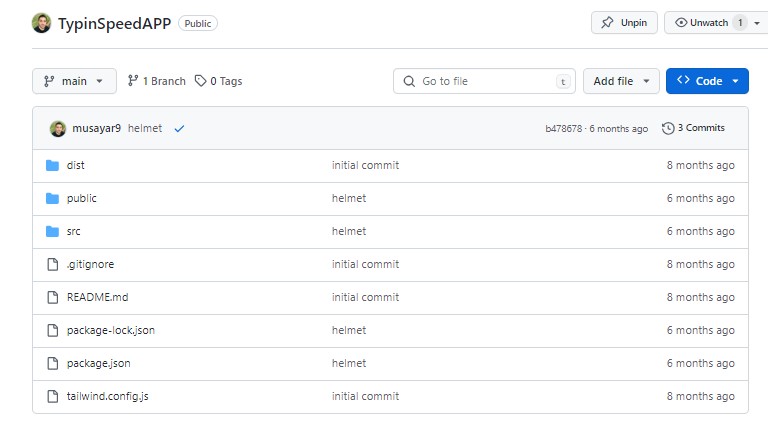 TypinSpeedAPP Public Unpin Unwatch 1
main 1 Branch 0 Tags Go to file t Add file Code
musayar9 helmet b478678 · 6 months ago 3 Commits
dist initial commit 8 months ago
public helmet 6 months ago
src helmet 6 months ago
.gitignore initial commit 8 months ago
README.md initial commit 8 months ago
package-lock.json helmet 6 months ago
package.json helmet 6 months ago
tailwind.config.js initial commit 8 months ago